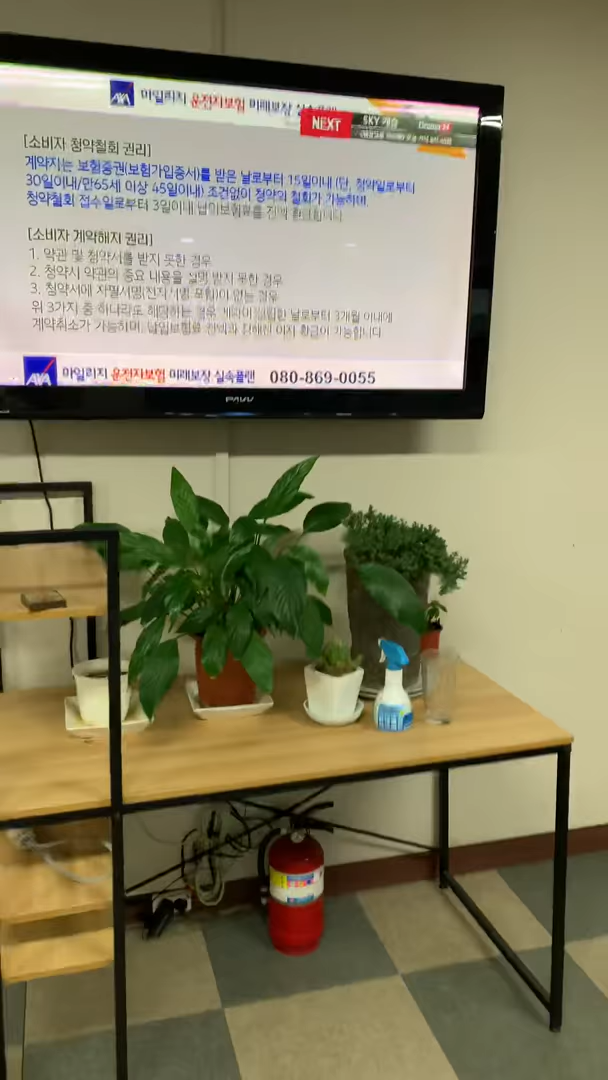 AXA 마일리지 운전자보험 미래보장 실속플랜
NEXT SKY 캐슬 Drama
[소비자 청약철회 권리]
계약자는 보험증권(보험가입증서)를 받은 날로부터 15일이내 (단, 청약일로부터
30일이내/만65세 이상 45일이내) 조건없이 청약의 철회가 가능하며,
청약철회 접수일로부터 3일이내 납입보험료를 전액 환급합니다
[소비자 계약해지 권리]
1. 약관 및 청약서를 받지 못한 경우
2. 청약시 약관의 중요 내용을 설명 받지 못한 경우
3. 청약서에 자필서명(전자서명 포함)이 없는 경우
위 3가지 중 하나라도 해당하는 경우 계약이 성립한 날로부터 3개월 이내에
계약취소가 가능하며, 납입보험료 전액과 이자 환급이 가능합니다
AXA 마일리지 운전자보험 미래보장 실속플랜 080-869-0055